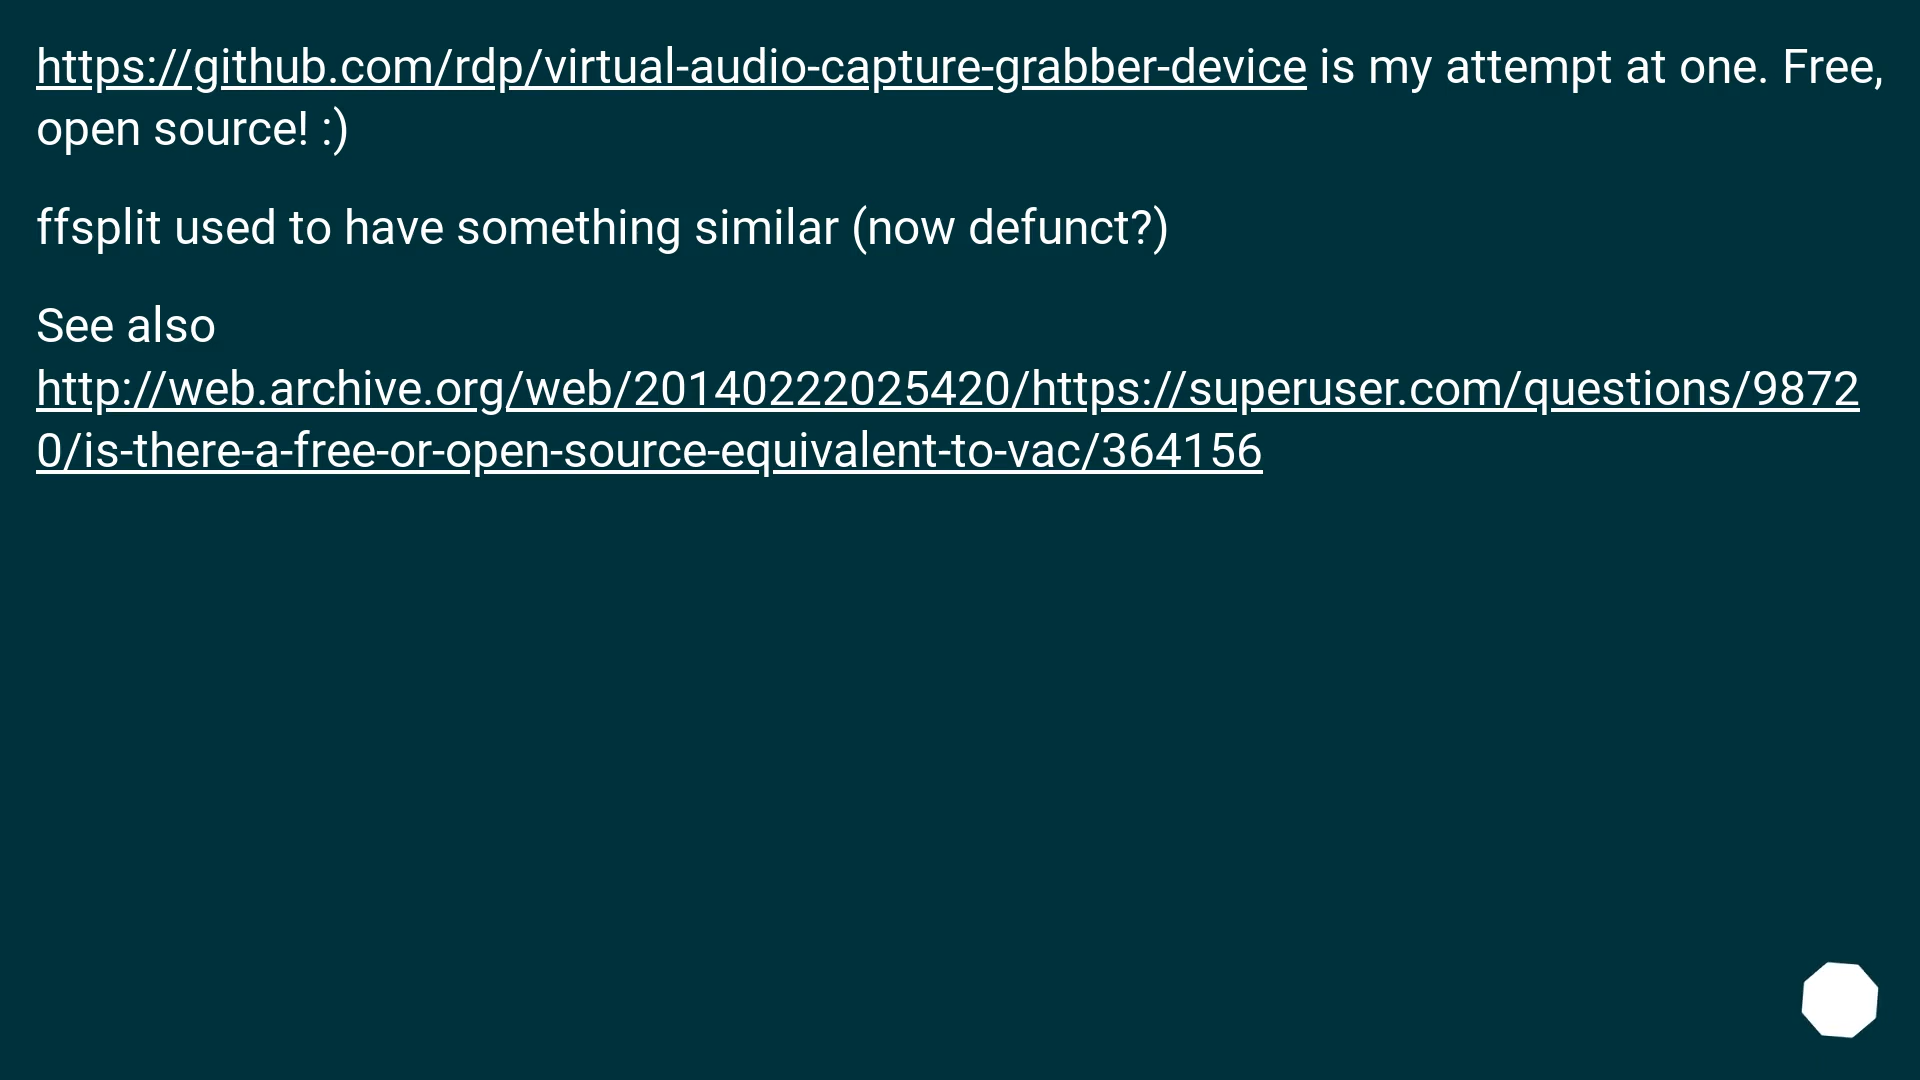 https://github.com/rdp/virtual-audio-capture-grabber-device is my attempt at one. Free,
open source! :)
ffsplit used to have something similar (now defunct?)
See also
http://web.archive.org/web/20140222025420/https://superuser.com/questions/9872
0/is-there-a-free-or-open-source-equivalent-to-vac/364156